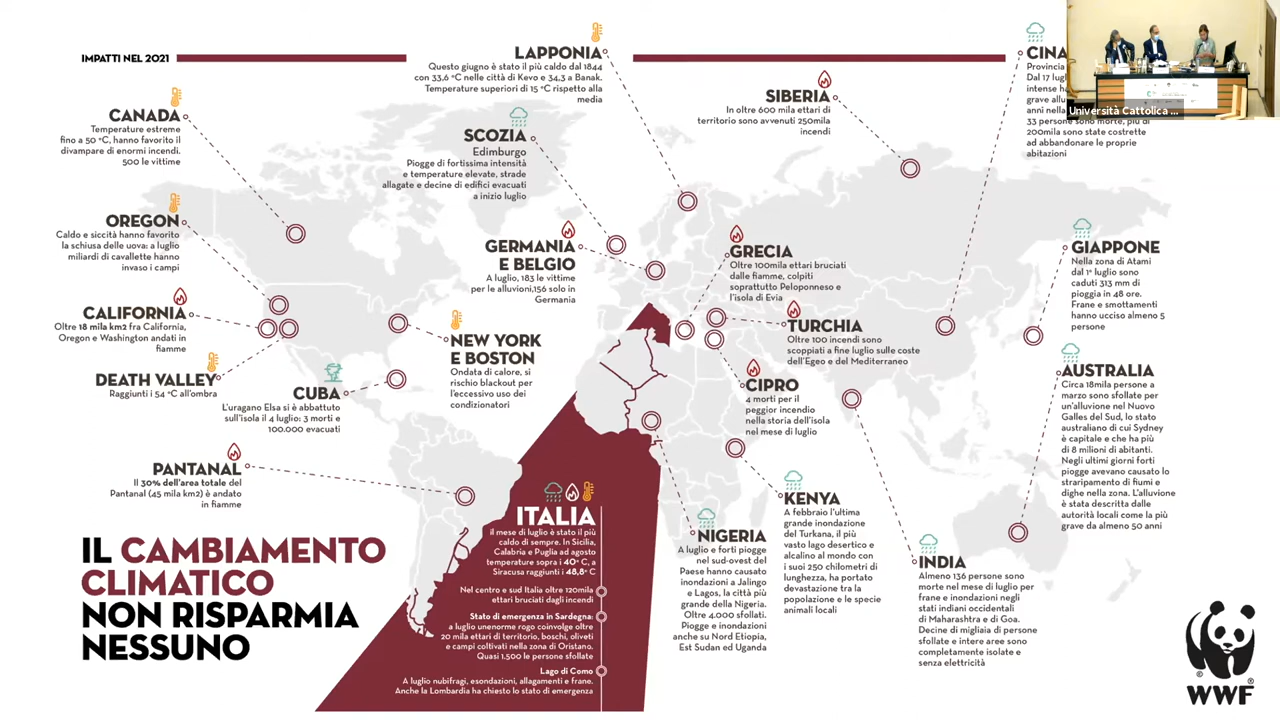 IMPATTI NEL 2021
LAPPONIA
Questo giugno è stato il più caldo dal 1844
con 33,6 °C nelle città di Kevo e 34,3 a Banak.
Temperature superiori di 15 °C rispetto alla
media
CANADA
Temperature estreme
fino a 50 °C, hanno favorito il
divampare di enormi incendi.
500 le vittime
SCOZIA
Edimburgo
Piogge di fortissima intensità
e temperature elevate, strade
allagate e decine di edifici evacuati
a inizio luglio
SIBERIA
In oltre 600 mila ettari di
territorio sono avvenuti 250mila
incendi
CINA
Provincia
Dal 17 lugl
intense ha
grave allu
anni nella
33 persone sono morte, più di
200mila sono state costrette
ad abbandonare le proprie
abitazioni
Università Cattolica ...
OREGON
Caldo e siccità hanno favorito
la schiusa delle uova: a luglio
miliardi di cavallette hanno
invaso i campi
GERMANIA
E BELGIO
A luglio, 183 le vittime
per le alluvioni,156 solo in
Germania
GRECIA
Oltre 100mila ettari bruciati
dalle fiamme, colpiti
soprattutto Peloponneso e
l'isola di Evia
GIAPPONE
Nella zona di Atami
dal 1° luglio sono
caduti 313 mm di
pioggia in 48 ore.
Frane e smottamenti
hanno ucciso almeno 5
persone
CALIFORNIA
Oltre 18 mila km2 fra California,
Oregon e Washington andati in
fiamme
NEW YORK
E BOSTON
Ondata di calore, si
rischio blackout per
l'eccessivo uso dei
condizionatori
TURCHIA
Oltre 100 incendi sono
scoppiati a fine luglio sulle coste
dell'Egeo e del Mediterraneo
DEATH VALLEY
Raggiunti i 54 °C all'ombra
CUBA
L'uragano Elsa si è abbattuto
sull'isola il 4 luglio: 3 morti e
100.000 evacuati
CIPRO
4 morti per il
peggior incendio
nella storia dell'isola
nel mese di luglio
AUSTRALIA
Circa 18mila persone a
marzo sono sfollate per
un'alluvione nel Nuovo
Galles del Sud, lo stato
australiano di cui Sydney
è capitale e che ha più
di 8 milioni di abitanti.
Negli ultimi giorni forti
piogge avevano causato lo
straripamento di fiumi e
dighe nella zona. L'alluvione
è stata descritta dalle
autorità locali come la più
grave da almeno 50 anni
PANTANAL
Il 30% dell'area totale del
Pantanal (45 mila km2) è andato
in fiamme
ITALIA
il mese di luglio è stato il più
caldo di sempre. In Sicilia,
Calabria e Puglia ad agosto
temperature sopra i 40° C, a
Siracusa raggiunti i 48,8° C
Nel centro e sud Italia oltre 120mila
ettari bruciati dagli incendi
Stato di emergenza in Sardegna:
a luglio un enorme rogo coinvolge oltre
20 mila ettari di territorio, boschi, oliveti
e campi coltivati nella zona di Oristano.
Quasi 1.500 le persone sfollate
Lago di Como
A luglio nubifragi, esondazioni, allagamenti e frane.
Anche la Lombardia ha chiesto lo stato di emergenza
NIGERIA
A luglio e forti piogge
nel sud-ovest del
Paese hanno causato
inondazioni a Jalingo
e Lagos, la città più
grande della Nigeria.
Oltre 4.000 sfollati.
Piogge e inondazioni
anche su Nord Etiopia,
Est Sudan ed Uganda
KENYA
A febbraio l'ultima
grande inondazione
del Turkana, il più
vasto lago desertico e
alcalino al mondo con
i suoi 250 chilometri di
lunghezza, ha portato
devastazione tra la
popolazione e le specie
animali locali
INDIA
Almeno 136 persone sono
morte nel mese di luglio per
frane e inondazioni negli
stati indiani occidentali
di Maharashtra e di Goa.
Decine di migliaia di persone
sfollate e intere aree sono
completamente isolate e
senza elettricità
IL CAMBIAMENTO
CLIMATICO
NON RISPARMIA
NESSUNO
WWF